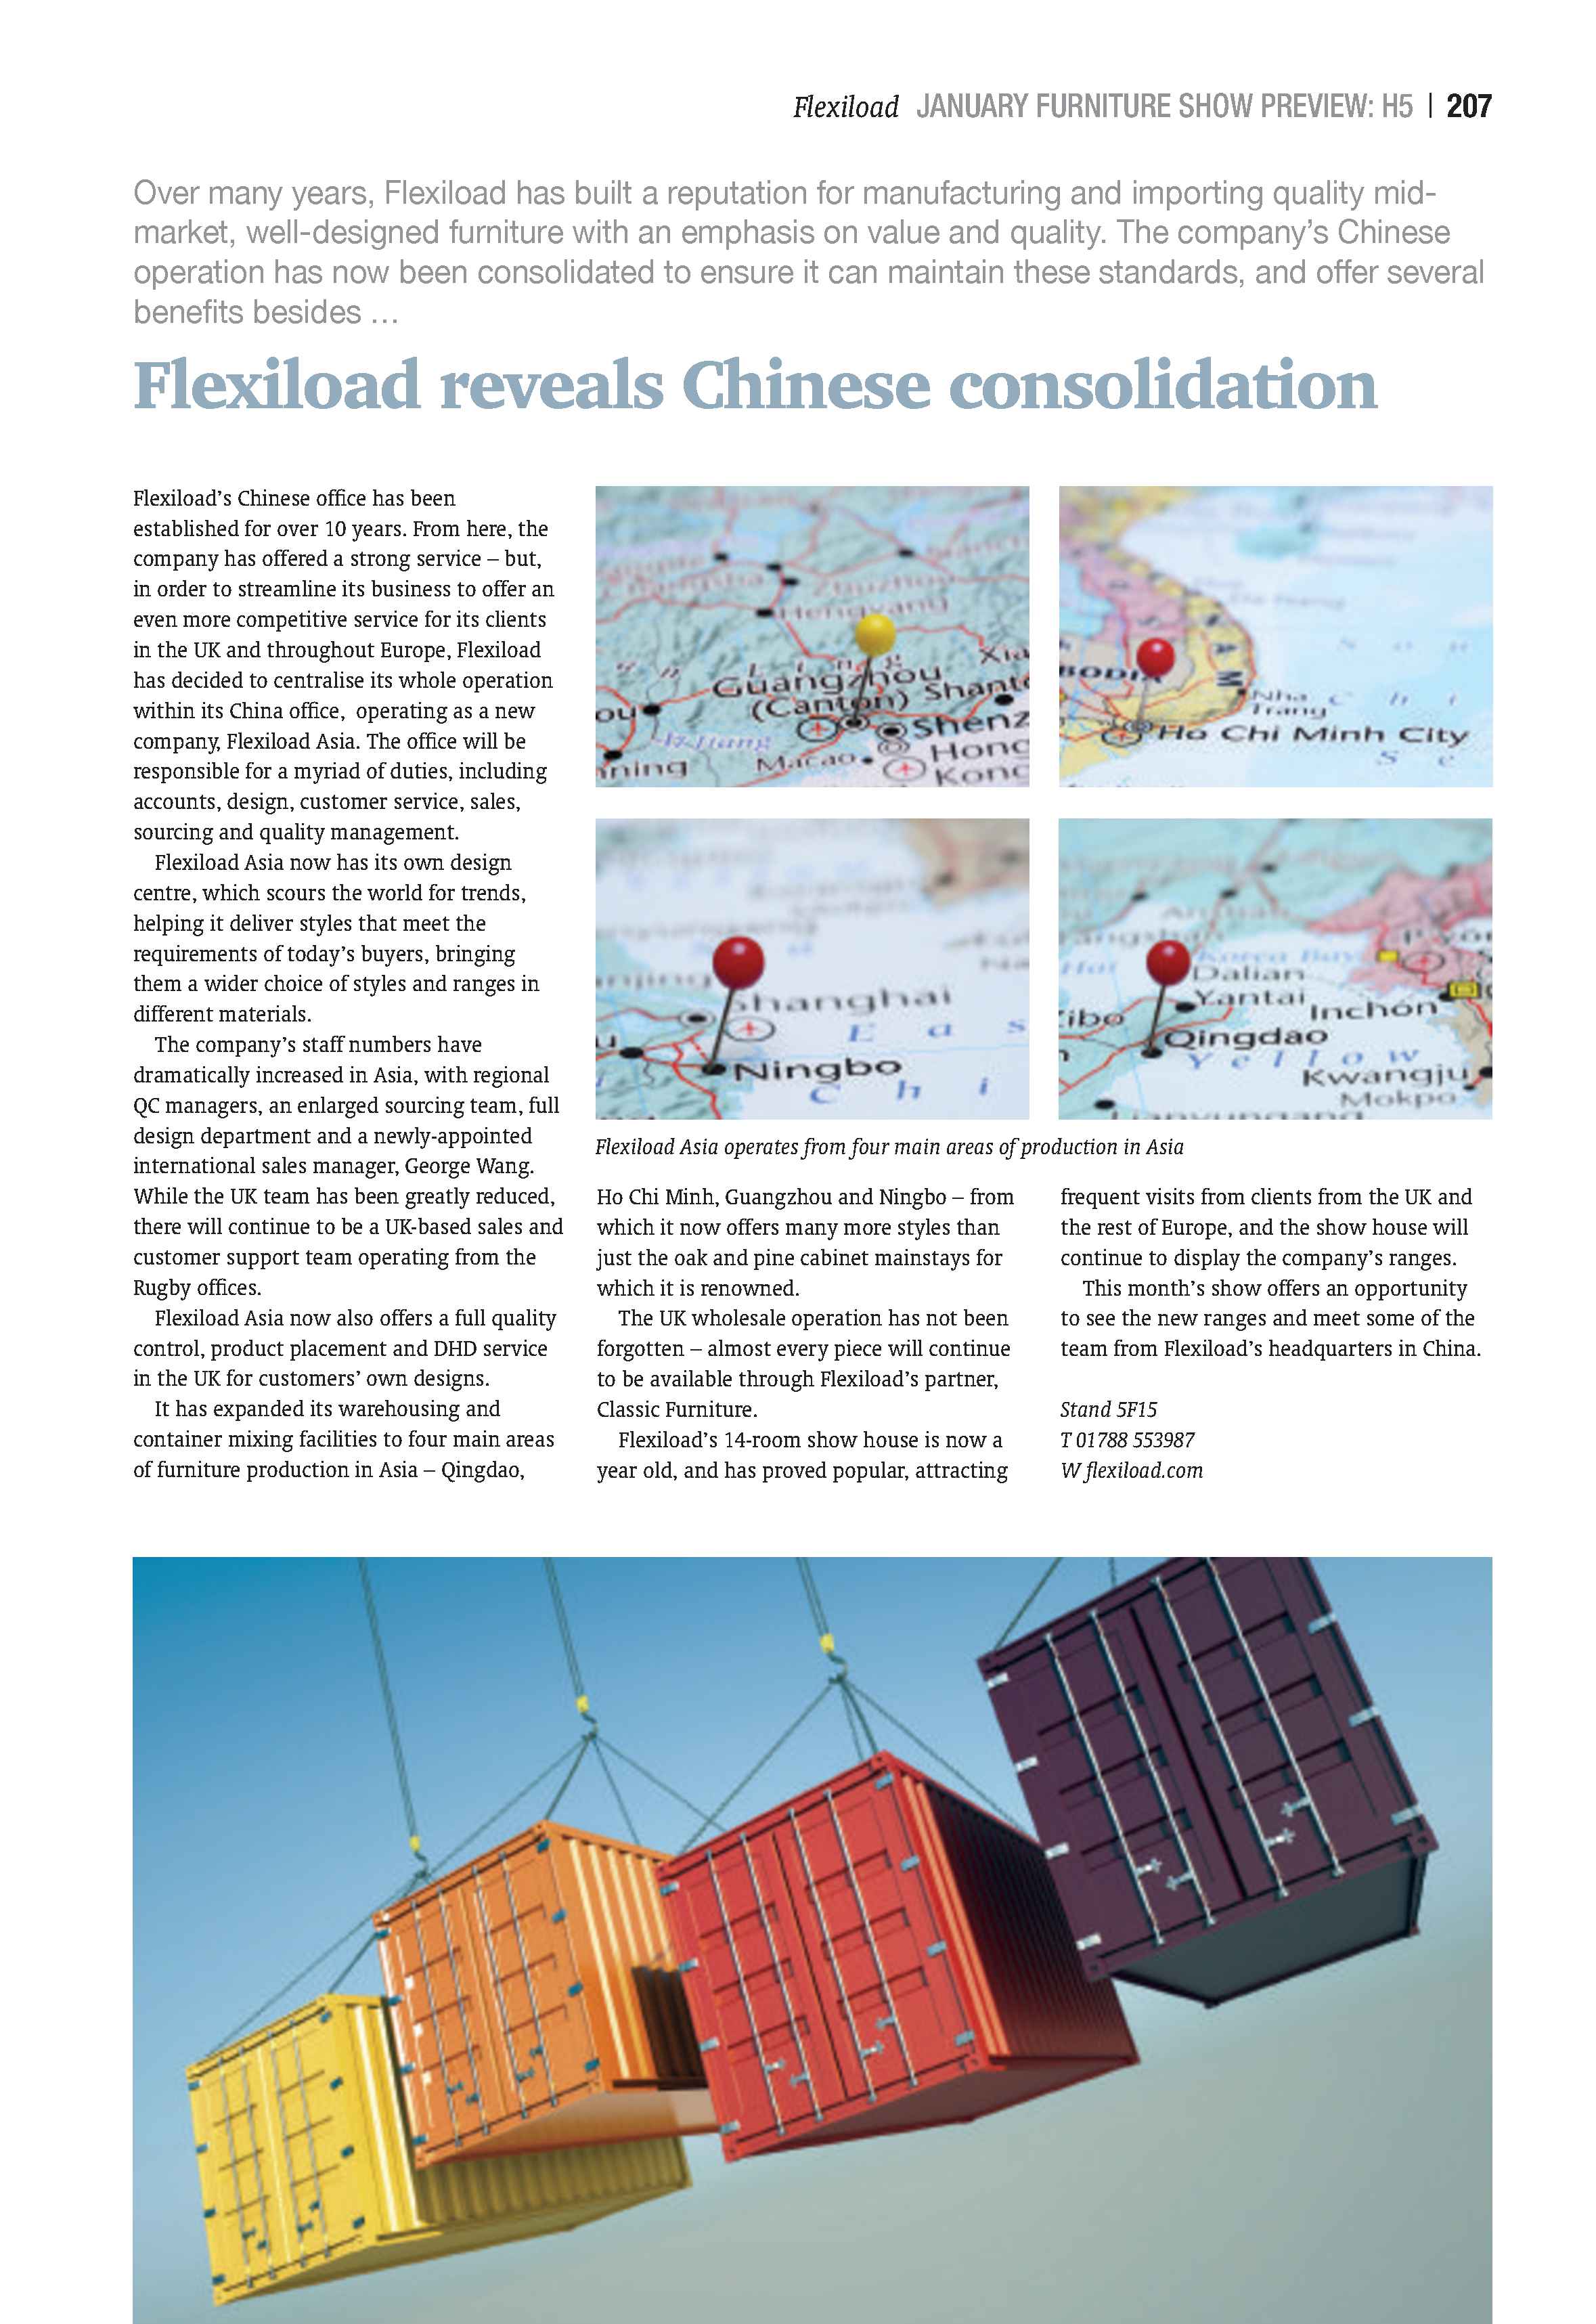 Flexiload JANUARY FURNITURE SHOW PREVIEW: H5 | 207
Over many years, Flexiload has built a reputation for manufacturing and importing quality mid-
market, well-designed furniture with an emphasis on value and quality. The company’s Chinese
operation has now been consolidated to ensure it can maintain these standards, and offer several
benefits besides …
Flexiload reveals Chinese consolidation
Flexiload’s Chinese office has been
established for over 10 years. From here, the
company has offered a strong service – but,
in order to streamline its business to offer an
even more competitive service for its clients
in the UK and throughout Europe, Flexiload
has decided to centralise its whole operation
within its China office, operating as a new
company, Flexiload Asia. The office will be
responsible for a myriad of duties, including
accounts, design, customer service, sales,
sourcing and quality management.
Flexiload Asia now has its own design
centre, which scours the world for trends,
helping it deliver styles that meet the
requirements of today’s buyers, bringing
them a wider choice of styles and ranges in
different materials.
The company’s staff numbers have
dramatically increased in Asia, with regional
QC managers, an enlarged sourcing team, full
design department and a newly-appointed
international sales manager, George Wang.
While the UK team has been greatly reduced,
there will continue to be a UK-based sales and
customer support team operating from the
Rugby offices.
Flexiload Asia now also offers a full quality
control, product placement and DHD service
in the UK for customers’ own designs.
It has expanded its warehousing and
container mixing facilities to four main areas
of furniture production in Asia – Qingdao,
Hengyang
Guangzhou
(Canton) Shant
Shenz
Macao
Hong
Kong
ning
Nha
Trang
Ho Chi Minh City
Shanghai
Ningbo
E a s
C h i
Korea Bay
Dalian
Yantai
Inchón
Qingdao
Yellow
Kwangju
Mokpo
Flexiload Asia operates from four main areas of production in Asia
Ho Chi Minh, Guangzhou and Ningbo – from
which it now offers many more styles than
just the oak and pine cabinet mainstays for
which it is renowned.
The UK wholesale operation has not been
forgotten – almost every piece will continue
to be available through Flexiload’s partner,
Classic Furniture.
Flexiload’s 14-room show house is now a
year old, and has proved popular, attracting
frequent visits from clients from the UK and
the rest of Europe, and the show house will
continue to display the company’s ranges.
This month’s show offers an opportunity
to see the new ranges and meet some of the
team from Flexiload’s headquarters in China.
Stand 5F15
T 01788 553987
W flexiload.com